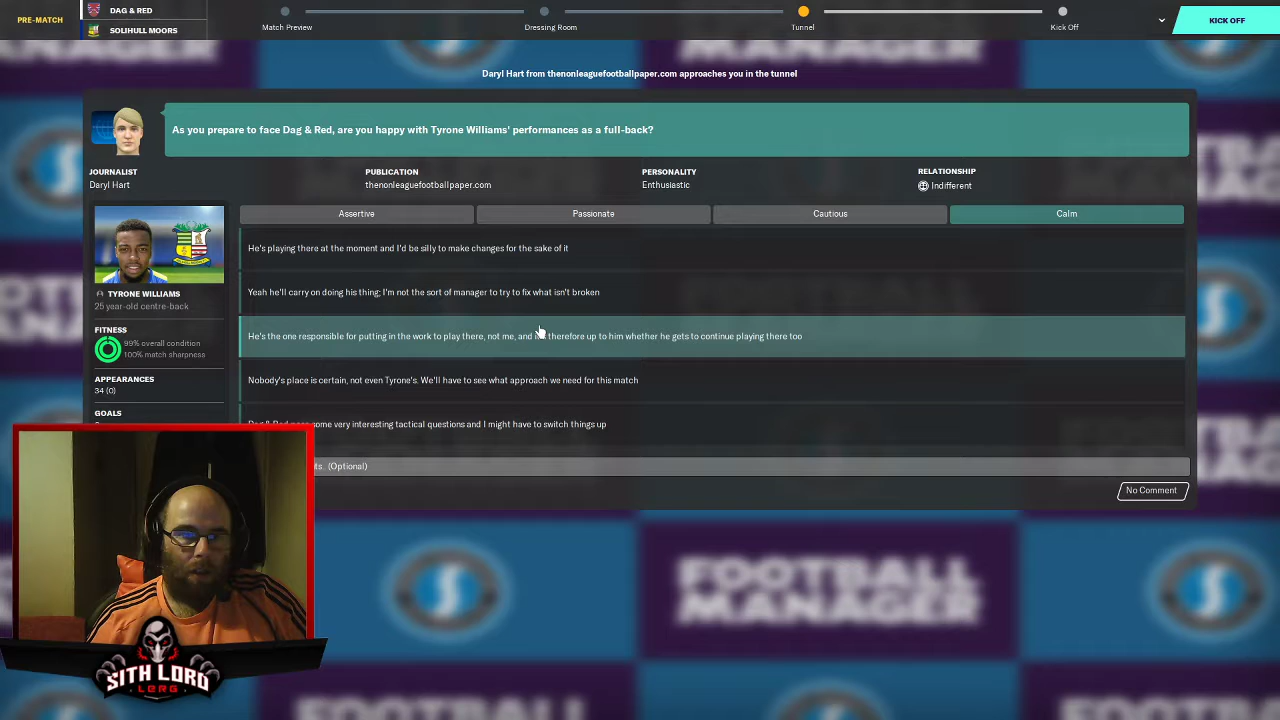 PRE-MATCH
DAG & RED
SOLIHULL MOORS
Match Preview
Dressing Room
Tunnel
Kick Off
KICK OFF
Daryl Hart from thenonleaguefootballpaper.com approaches you in the tunnel
As you prepare to face Dag & Red, are you happy with Tyrone Williams' performances as a full-back?
JOURNALIST
Daryl Hart
PUBLICATION
thenonleaguefootballpaper.com
PERSONALITY
Enthusiastic
RELATIONSHIP
Indifferent
Assertive
Passionate
Cautious
Calm
TYRONE WILLIAMS
25 year-old centre-back
FITNESS
99% overall condition
100% match sharpness
APPEARANCES
34 (0)
GOALS
He's playing there at the moment and I'd be silly to make changes for the sake of it
Yeah he'll carry on doing his thing; I'm not the sort of manager to try to fix what isn't broken
He's the one responsible for putting in the work to play there, not me, and therefore up to him whether he gets to continue playing there too
Nobody's place is certain, not even Tyrone's. We'll have to see what approach we need for this match
Dag & Red some very interesting tactical questions and I might have to switch things up
(Optional)
No Comment
FOOTBALL
MANAGER
SITH LORD
LERG